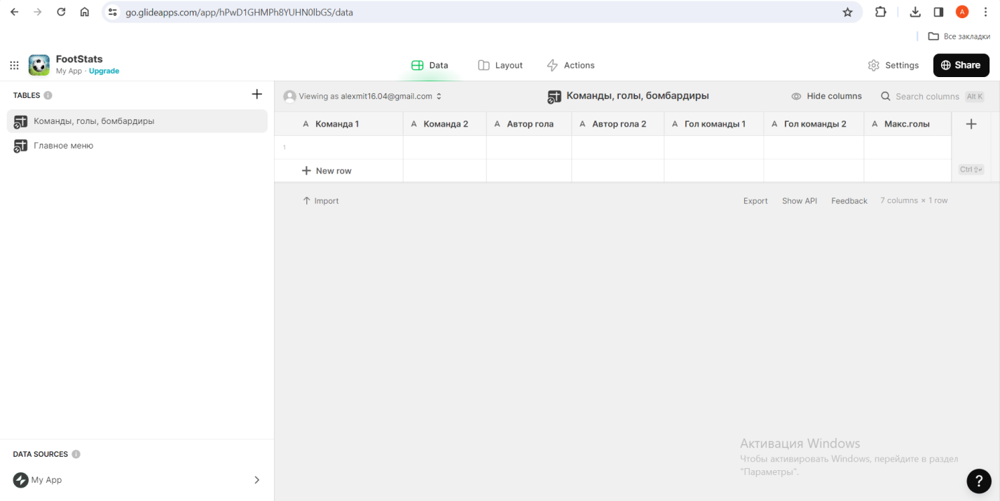 go.glideapps.com/app/hPwD1GHMPh8YUHN0lbGS/data
A
Все закладки
FootStats
My App · Upgrade
Data
Layout
Actions
Settings
Share
TABLES
Viewing as alexmit16.04@gmail.com
Команды, голы, бомбардиры
Hide columns
Search columns Alt K
Команды, голы, бомбардиры
Главное меню
A Команда 1
A Команда 2
A Автор гола
A Автор гола 2
A Гол команды 1
A Гол команды 2
A Макс.голы
1
New row
Ctrl ⇧↵
Import
Export
Show API
Feedback
7 columns × 1 row
Активация Windows
Чтобы активировать Windows, перейдите в раздел
"Параметры".
DATA SOURCES
My App
?